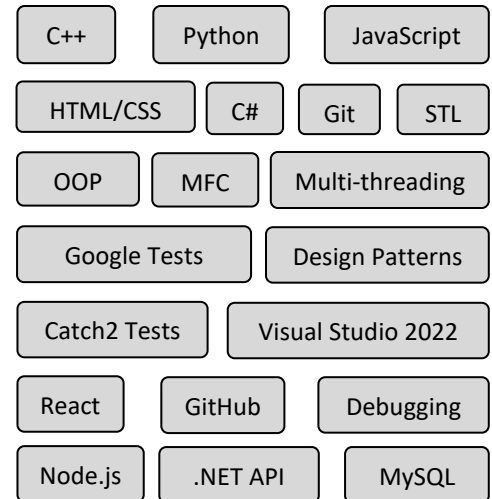 C++ Python JavaScript
HTML/CSS C# Git STL
OOP MFC Multi-threading
Google Tests Design Patterns
Catch2 Tests Visual Studio 2022
React GitHub Debugging
Node.js .NET API MySQL